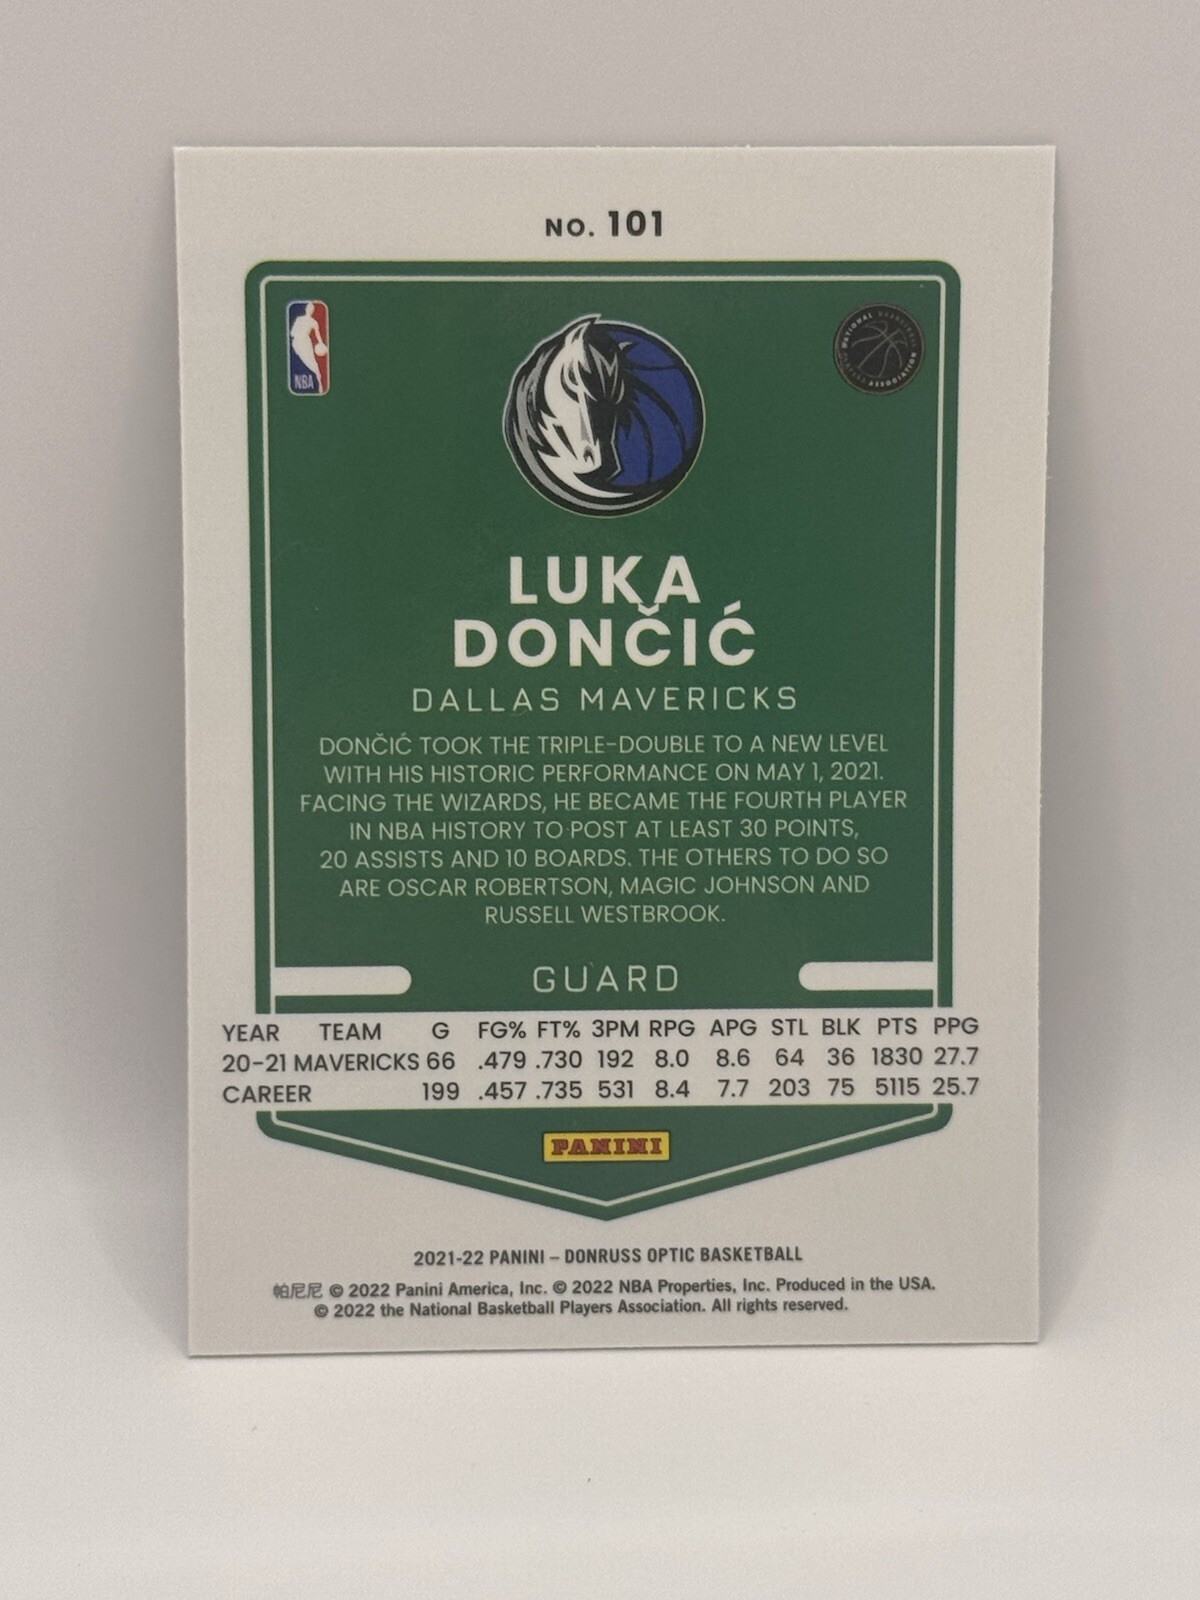 NO. 101
NBA
NATIONAL BASKETBALL PLAYERS ASSOCIATION
LUKA
DONČIĆ
DALLAS MAVERICKS
DONČIĆ TOOK THE TRIPLE-DOUBLE TO A NEW LEVEL
WITH HIS HISTORIC PERFORMANCE ON MAY 1, 2021.
FACING THE WIZARDS, HE BECAME THE FOURTH PLAYER
IN NBA HISTORY TO POST AT LEAST 30 POINTS,
20 ASSISTS AND 10 BOARDS. THE OTHERS TO DO SO
ARE OSCAR ROBERTSON, MAGIC JOHNSON AND
RUSSELL WESTBROOK.
GUARD
YEAR TEAM G FG% FT% 3PM RPG APG STL BLK PTS PPG
20-21 MAVERICKS 66 .479 .730 192 8.0 8.6 64 36 1830 27.7
CAREER 199 .457 .735 531 8.4 7.7 203 75 5115 25.7
PANINI
2021-22 PANINI – DONRUSS OPTIC BASKETBALL
帕尼尼 © 2022 Panini America, Inc. © 2022 NBA Properties, Inc. Produced in the USA.
© 2022 the National Basketball Players Association. All rights reserved.